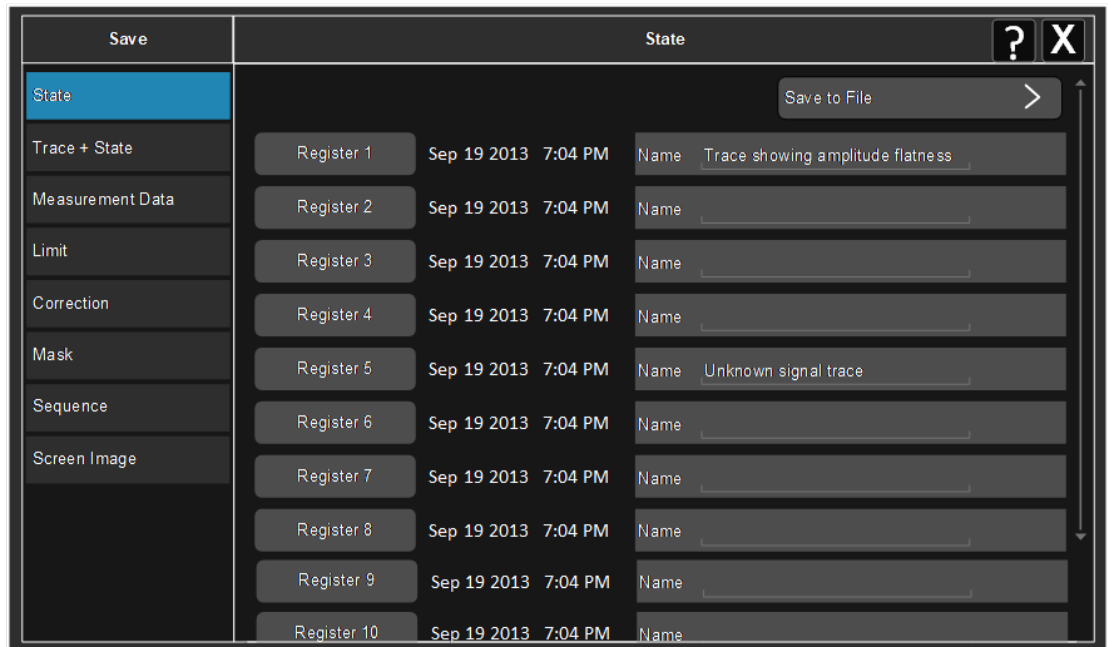 Save State ? X
State Save to File >
Trace + State Register 1 Sep 19 2013 7:04 PM Name Trace showing amplitude flatness
Measurement Data Register 2 Sep 19 2013 7:04 PM Name
Limit Register 3 Sep 19 2013 7:04 PM Name
Correction Register 4 Sep 19 2013 7:04 PM Name
Mask Register 5 Sep 19 2013 7:04 PM Name Unknown signal trace
Sequence Register 6 Sep 19 2013 7:04 PM Name
Screen Image Register 7 Sep 19 2013 7:04 PM Name
Register 8 Sep 19 2013 7:04 PM Name
Register 9 Sep 19 2013 7:04 PM Name
Register 10 Sep 19 2013 7:04 PM Name